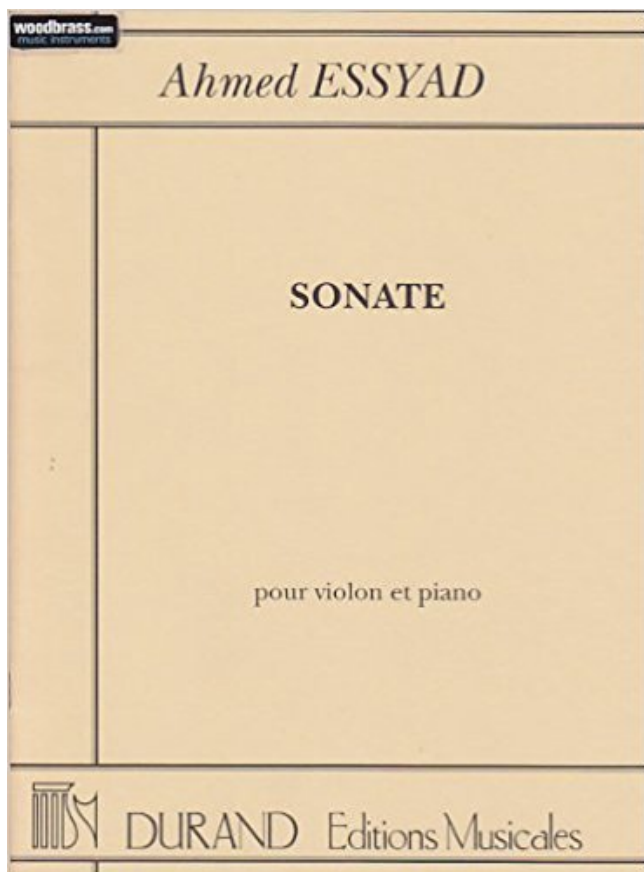 woodbrass.com
music instruments
Ahmed ESSYAD
SONATE
pour violon et piano
DURAND Editions Musicales